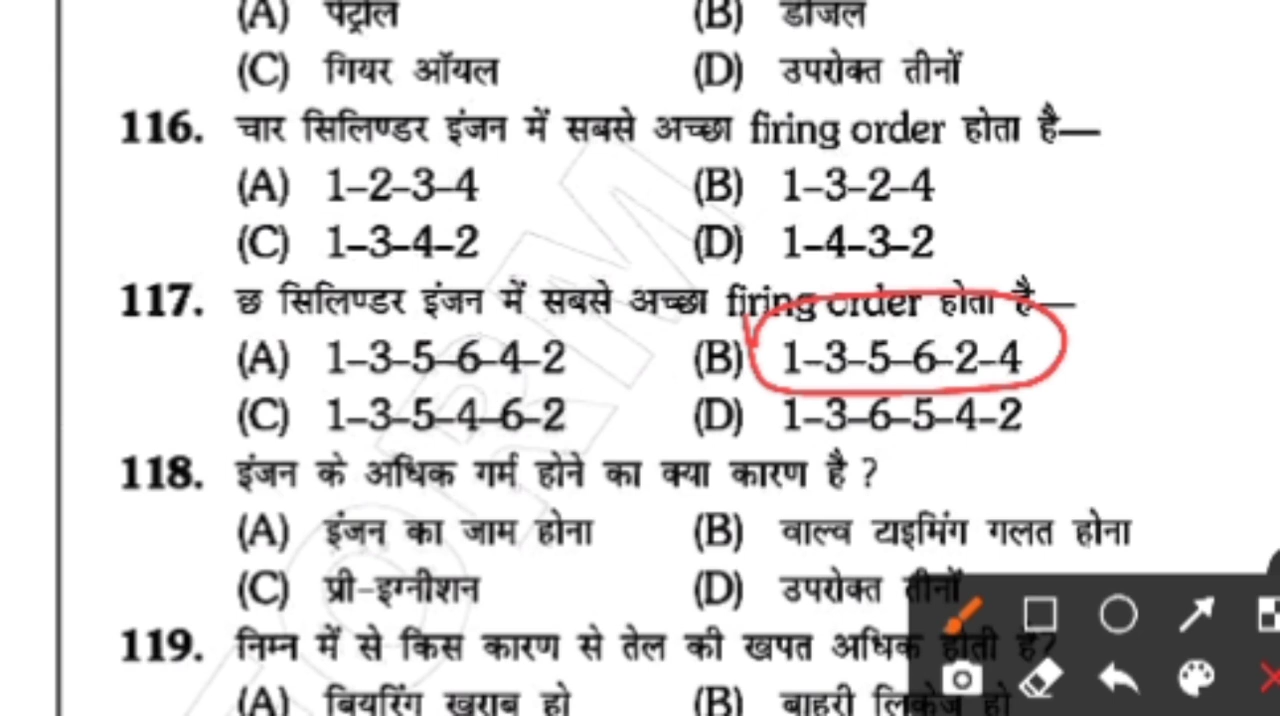 (A) पेट्रोल (B) डीजल
(C) गियर ऑयल (D) उपरोक्त तीनों
116. चार सिलिण्डर इंजन में सबसे अच्छा firing order होता है—
(A) 1–2–3–4 (B) 1–3–2–4
(C) 1–3–4–2 (D) 1–4–3–2
117. छ सिलिण्डर इंजन में सबसे अच्छा firing order होता है—
(A) 1–3–5–6–4–2 (B) 1–3–5–6–2–4
(C) 1–3–5–4–6–2 (D) 1–3–6–5–4–2
118. इंजन के अधिक गर्म होने का क्या कारण है ?
(A) इंजन का जाम होना (B) वाल्व टाइमिंग गलत होना
(C) प्री-इग्नीशन (D) उपरोक्त तीनों
119. निम्न में से किस कारण से तेल की खपत अधिक होती है?
(A) बियरिंग खराब हो (B) बाहरी लिकेज हो